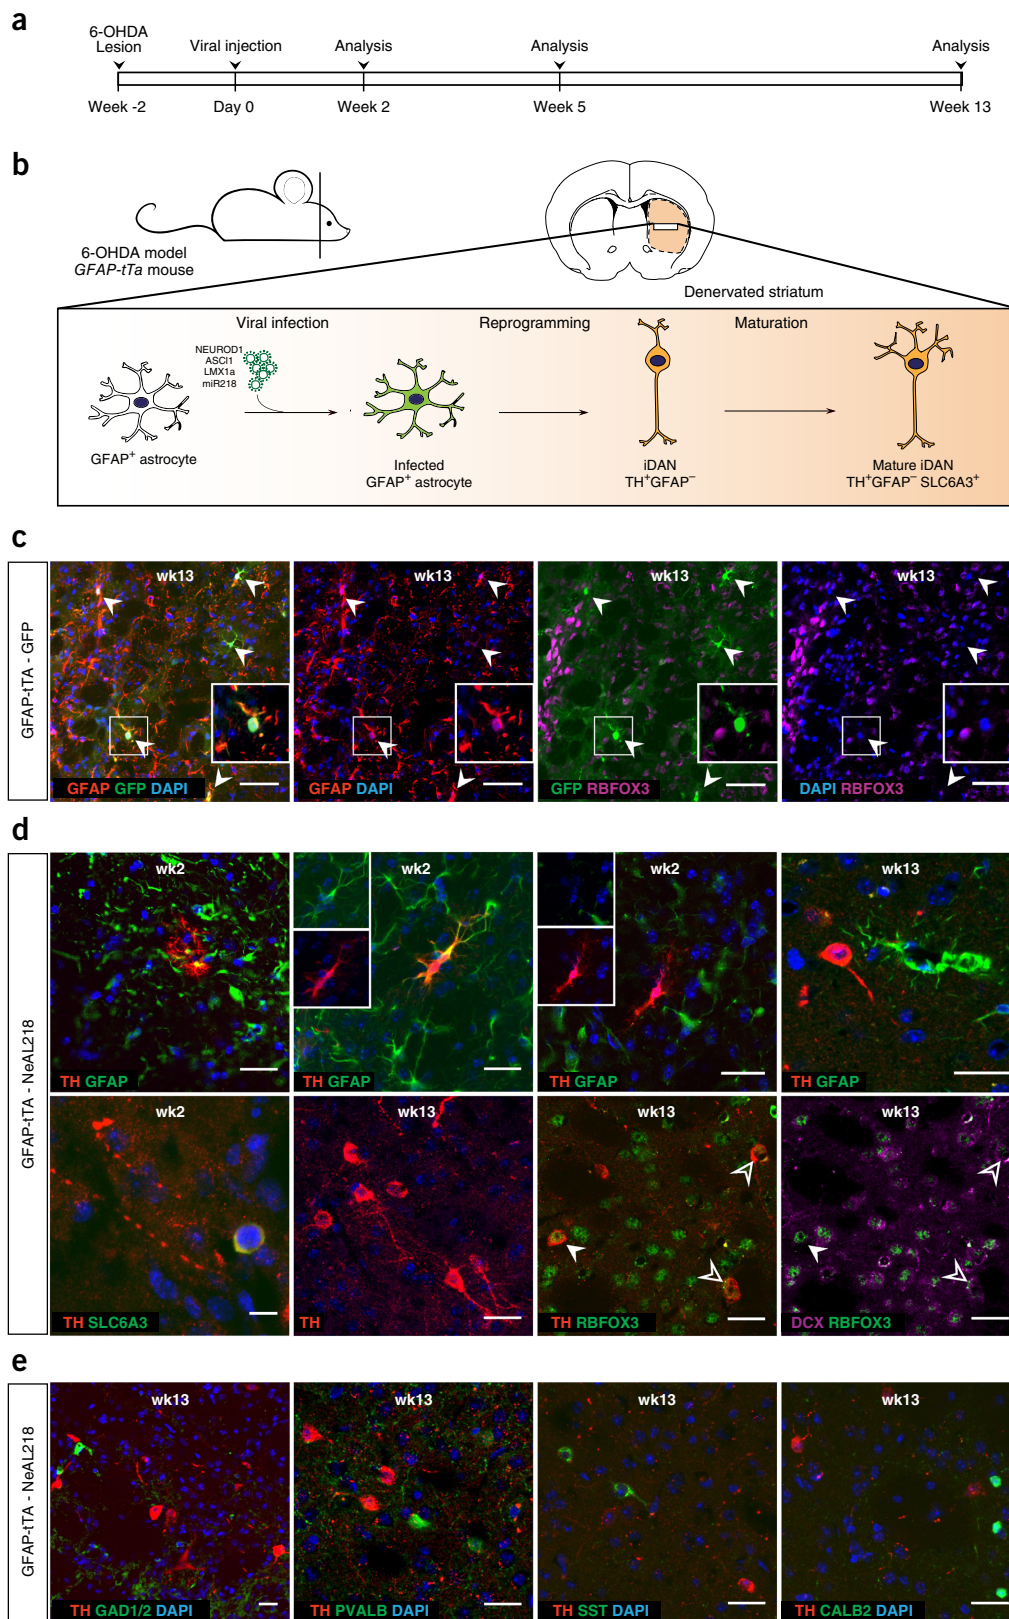 a
6-OHDA
Lesion
Viral injection
Analysis
Analysis
Analysis
Week -2
Day 0
Week 2
Week 5
Week 13
b
6-OHDA model
GFAP-tTa mouse
Denervated striatum
Viral infection
Reprogramming
Maturation
NEUROD1
ASCl1
LMX1a
miR218
GFAP+ astrocyte
Infected
GFAP+ astrocyte
iDAN
TH+GFAP−
Mature iDAN
TH+GFAP− SLC6A3+
c
GFAP-tTA - GFP
wk13
wk13
wk13
wk13
GFAP GFP DAPI
GFAP DAPI
GFP RBFOX3
DAPI RBFOX3
d
GFAP-tTA - NeAL218
wk2
wk2
wk2
wk13
TH GFAP
TH GFAP
TH GFAP
TH GFAP
wk2
wk13
wk13
wk13
TH SLC6A3
TH
TH RBFOX3
DCX RBFOX3
e
GFAP-tTA - NeAL218
wk13
wk13
wk13
wk13
TH GAD1/2 DAPI
TH PVALB DAPI
TH SST DAPI
TH CALB2 DAPI